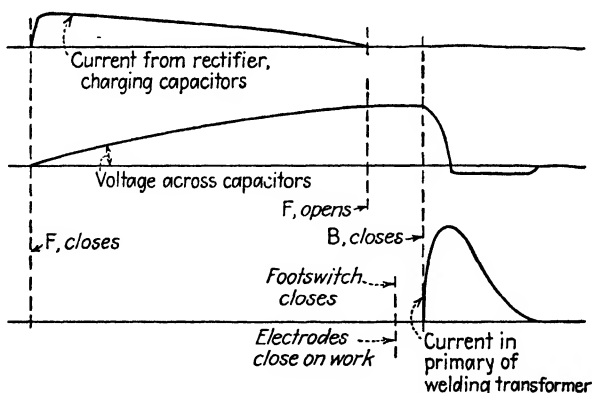 Current from rectifier,
charging capacitors
Voltage across capacitors
F, opens
F, closes
B, closes
Footswitch
closes
Electrodes
close on work
Current in
primary of
welding transformer